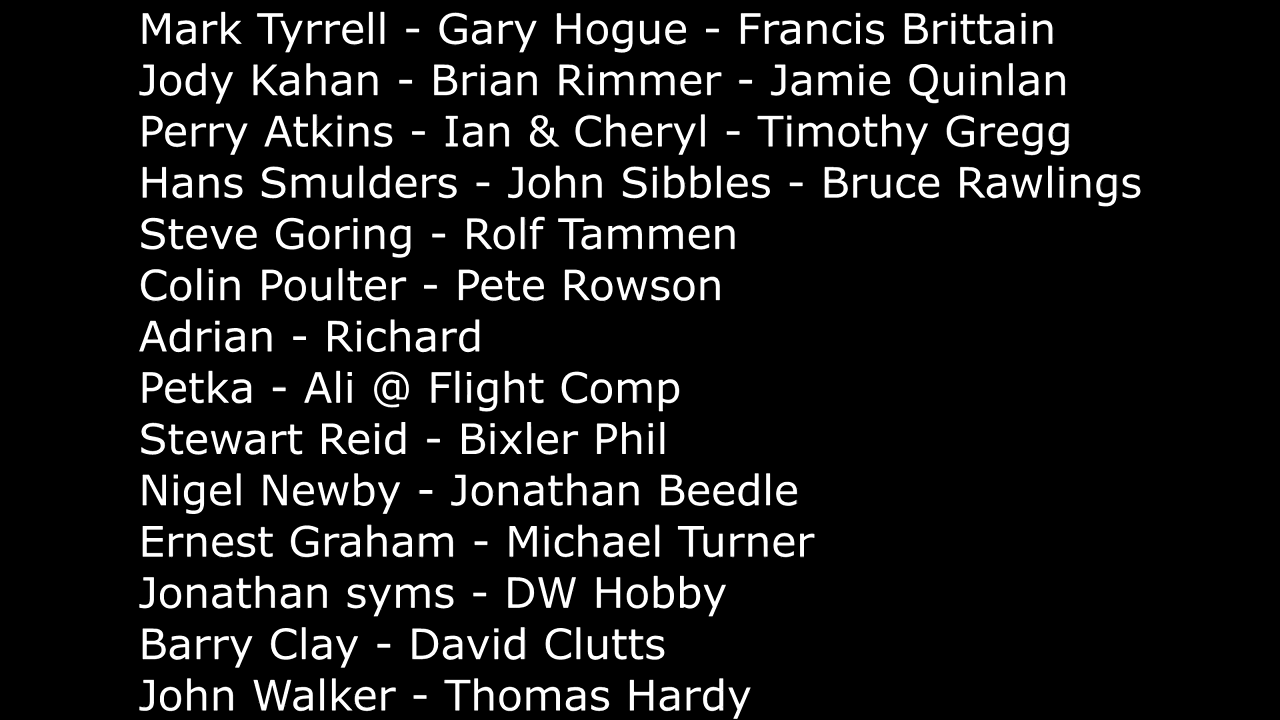 Mark Tyrrell - Gary Hogue - Francis Brittain
Jody Kahan - Brian Rimmer - Jamie Quinlan
Perry Atkins - Ian & Cheryl - Timothy Gregg
Hans Smulders - John Sibbles - Bruce Rawlings
Steve Goring - Rolf Tammen
Colin Poulter - Pete Rowson
Adrian - Richard
Petka - Ali @ Flight Comp
Stewart Reid - Bixler Phil
Nigel Newby - Jonathan Beedle
Ernest Graham - Michael Turner
Jonathan syms - DW Hobby
Barry Clay - David Clutts
John Walker - Thomas Hardy